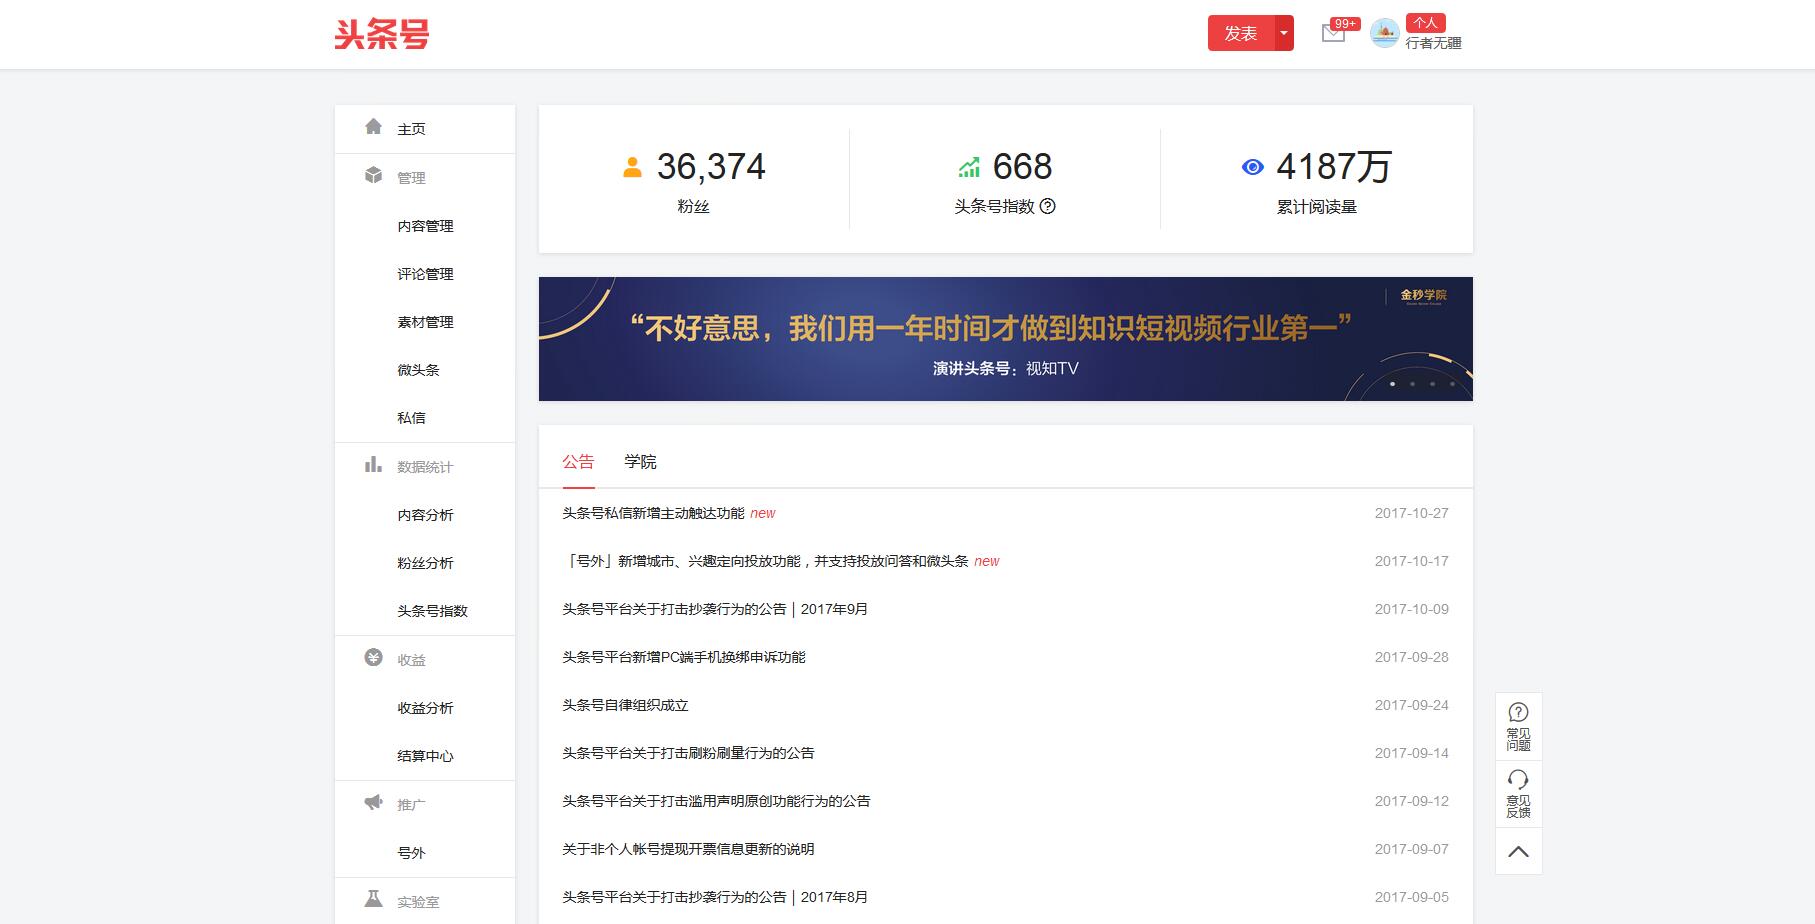 头条号
发表
99+
个人
行者无疆
主页
管理
内容管理
评论管理
素材管理
微头条
私信
数据统计
内容分析
粉丝分析
头条号指数
收益
收益分析
结算中心
推广
号外
实验室
36,374
粉丝
668
头条号指数
4187万
累计阅读量
金秒学院
“不好意思，我们用一年时间才做到知识短视频行业第一”
演讲头条号：视知TV
公告 学院
头条号私信新增主动触达功能 new 2017-10-27
「号外」新增城市、兴趣定向投放功能，并支持投放问答和微头条 new 2017-10-17
头条号平台关于打击抄袭行为的公告 | 2017年9月 2017-10-09
头条号平台新增PC端手机换绑申诉功能 2017-09-28
头条号自律组织成立 2017-09-24
头条号平台关于打击刷粉刷量行为的公告 2017-09-14
头条号平台关于打击滥用声明原创功能行为的公告 2017-09-12
关于非个人帐号提现开票信息更新的说明 2017-09-07
头条号平台关于打击抄袭行为的公告 | 2017年8月 2017-09-05
常见
问题
意见
反馈